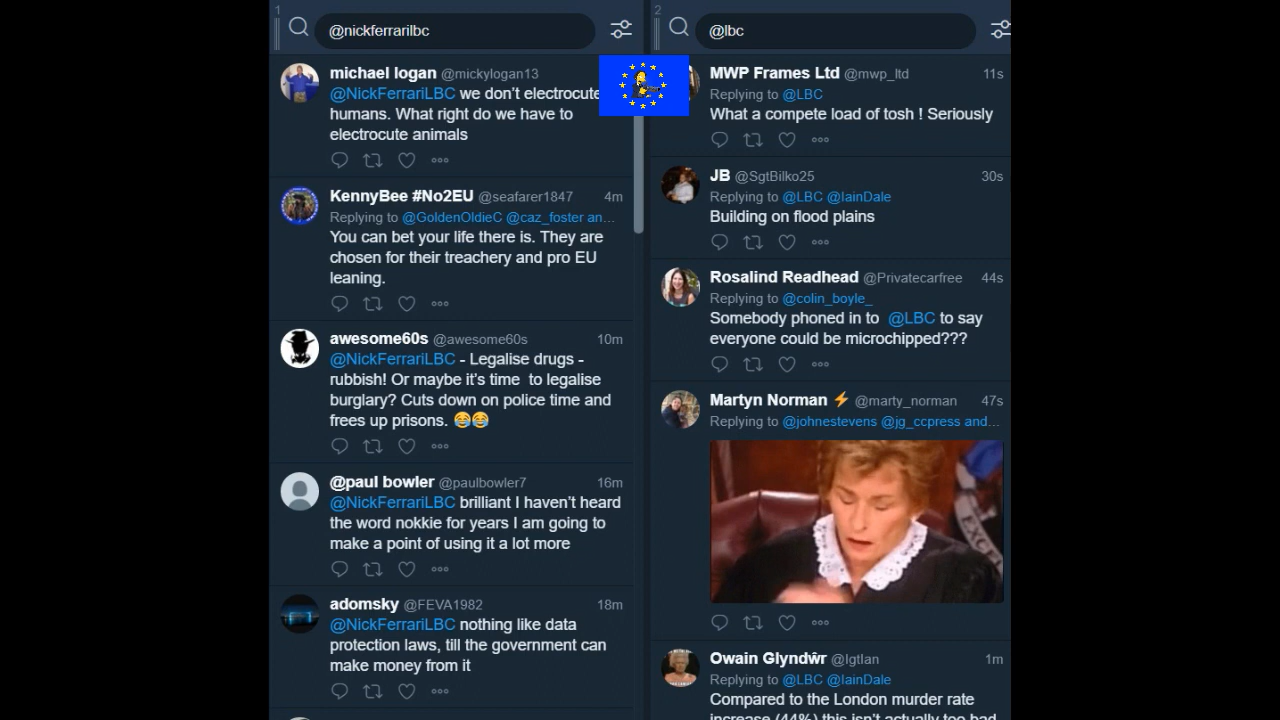 1
@nickferrarilbc
michael logan @mickylogan13
@NickFerrariLBC we don't electrocute
humans. What right do we have to
electrocute animals
KennyBee #No2EU @seafarer1847 4m
Replying to @GoldenOldieC @caz_foster an...
You can bet your life there is. They are
chosen for their treachery and pro EU
leaning.
awesome60s @awesome60s 10m
@NickFerrariLBC - Legalise drugs -
rubbish! Or maybe it's time to legalise
burglary? Cuts down on police time and
frees up prisons. 😂😂
@paul bowler @paulbowler7 16m
@NickFerrariLBC brilliant I haven't heard
the word nokkie for years I am going to
make a point of using it a lot more
adomsky @FEVA1982 18m
@NickFerrariLBC nothing like data
protection laws, till the government can
make money from it
2
@lbc
MWP Frames Ltd @mwp_ltd 11s
Replying to @LBC
What a compete load of tosh ! Seriously
JB @SgtBilko25 30s
Replying to @LBC @IainDale
Building on flood plains
Rosalind Readhead @Privatecarfree 44s
Replying to @colin_boyle_
Somebody phoned in to @LBC to say
everyone could be microchipped???
Martyn Norman ⚡ @marty_norman 47s
Replying to @johnestevens @jg_ccpress and...
Owain Glyndŵr @lgtlan 1m
Replying to @LBC @IainDale
Compared to the London murder rate
increase (44%) this isn't actually too bad